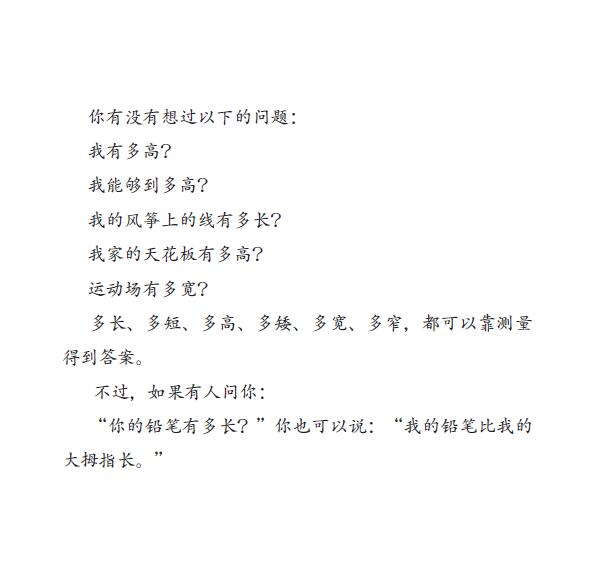 你有没有想过以下的问题：
我有多高？
我能够到多高？
我的风筝上的线有多长？
我家的天花板有多高？
运动场有多宽？
多长、多短、多高、多矮、多宽、多窄，都可以靠测量
得到答案。
不过，如果有人问你：
“你的铅笔有多长？”你也可以说：“我的铅笔比我的
大拇指长。”